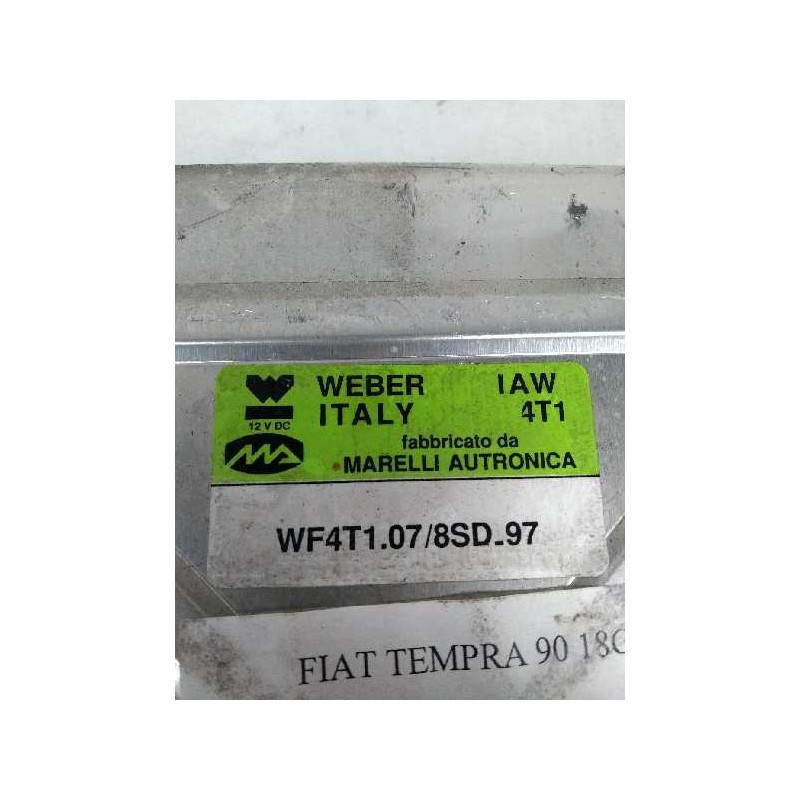 WEBER IAW
ITALY 4T1
12 V DC
fabbricato da
MARELLI AUTRONICA
WF4T1.07/8SD-97
FIAT TEMPRA 90 18